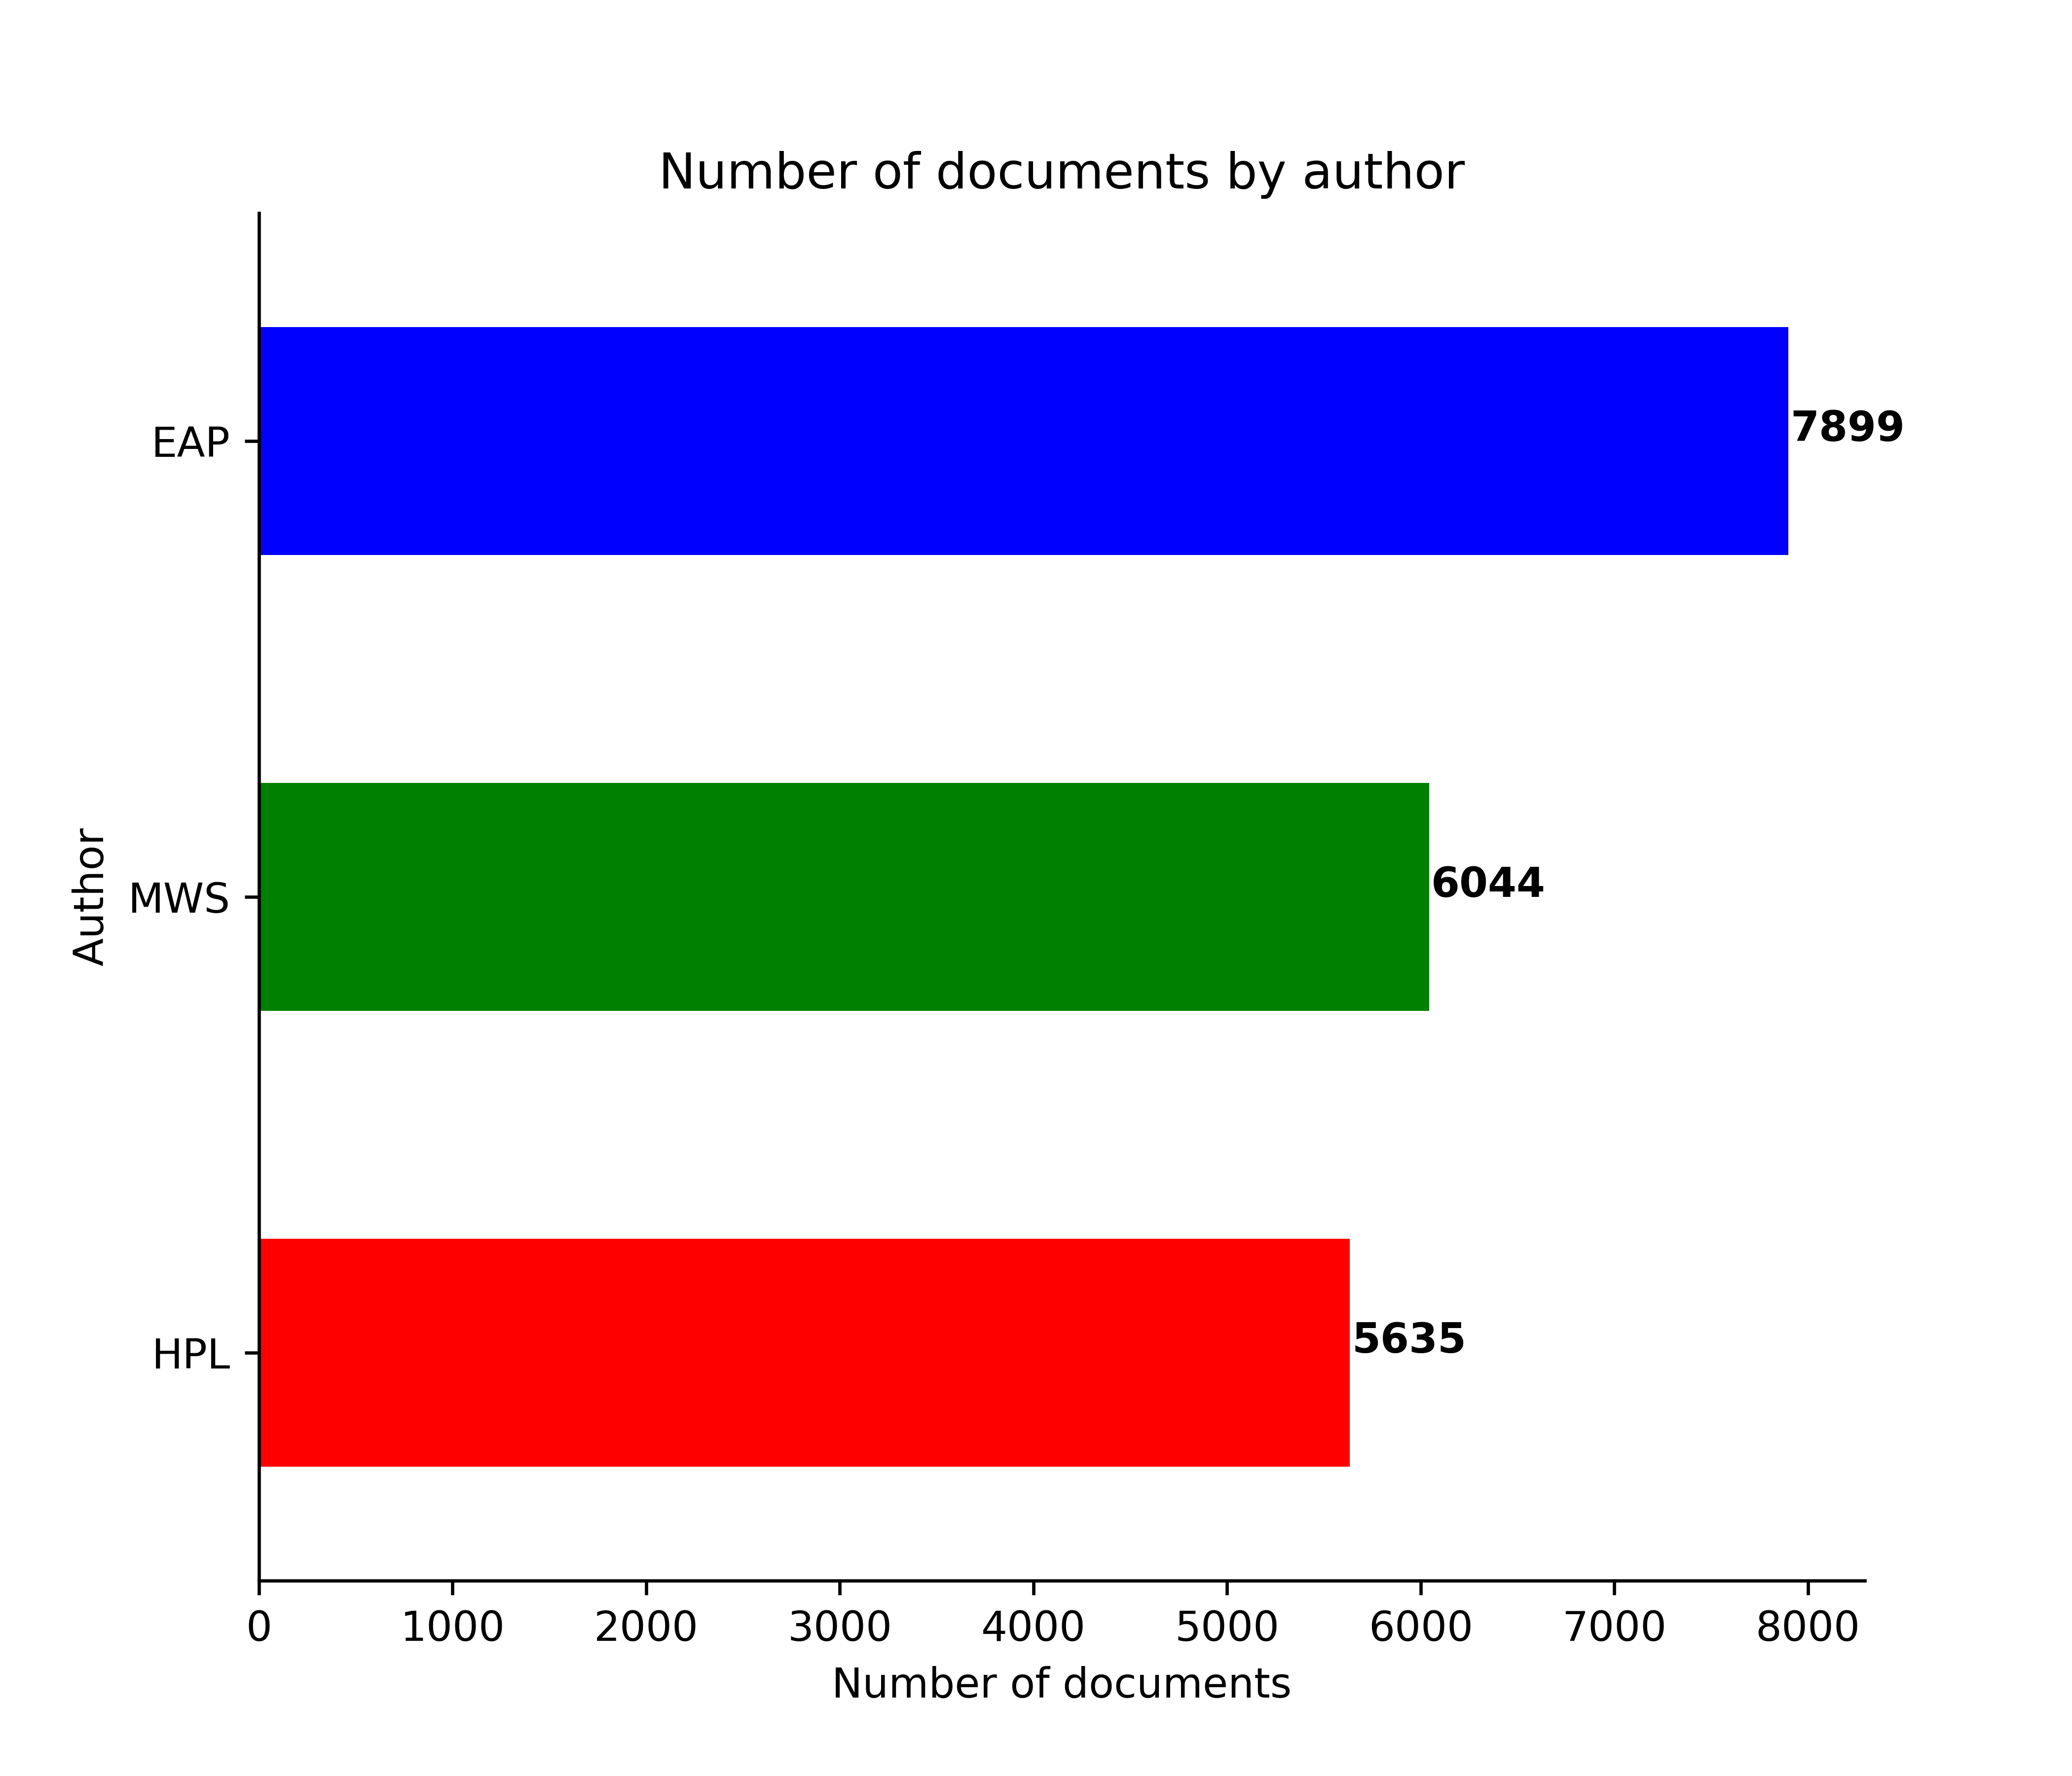 Number of documents by author
EAP
7899
MWS
6044
HPL
5635
Author
0 1000 2000 3000 4000 5000 6000 7000 8000
Number of documents